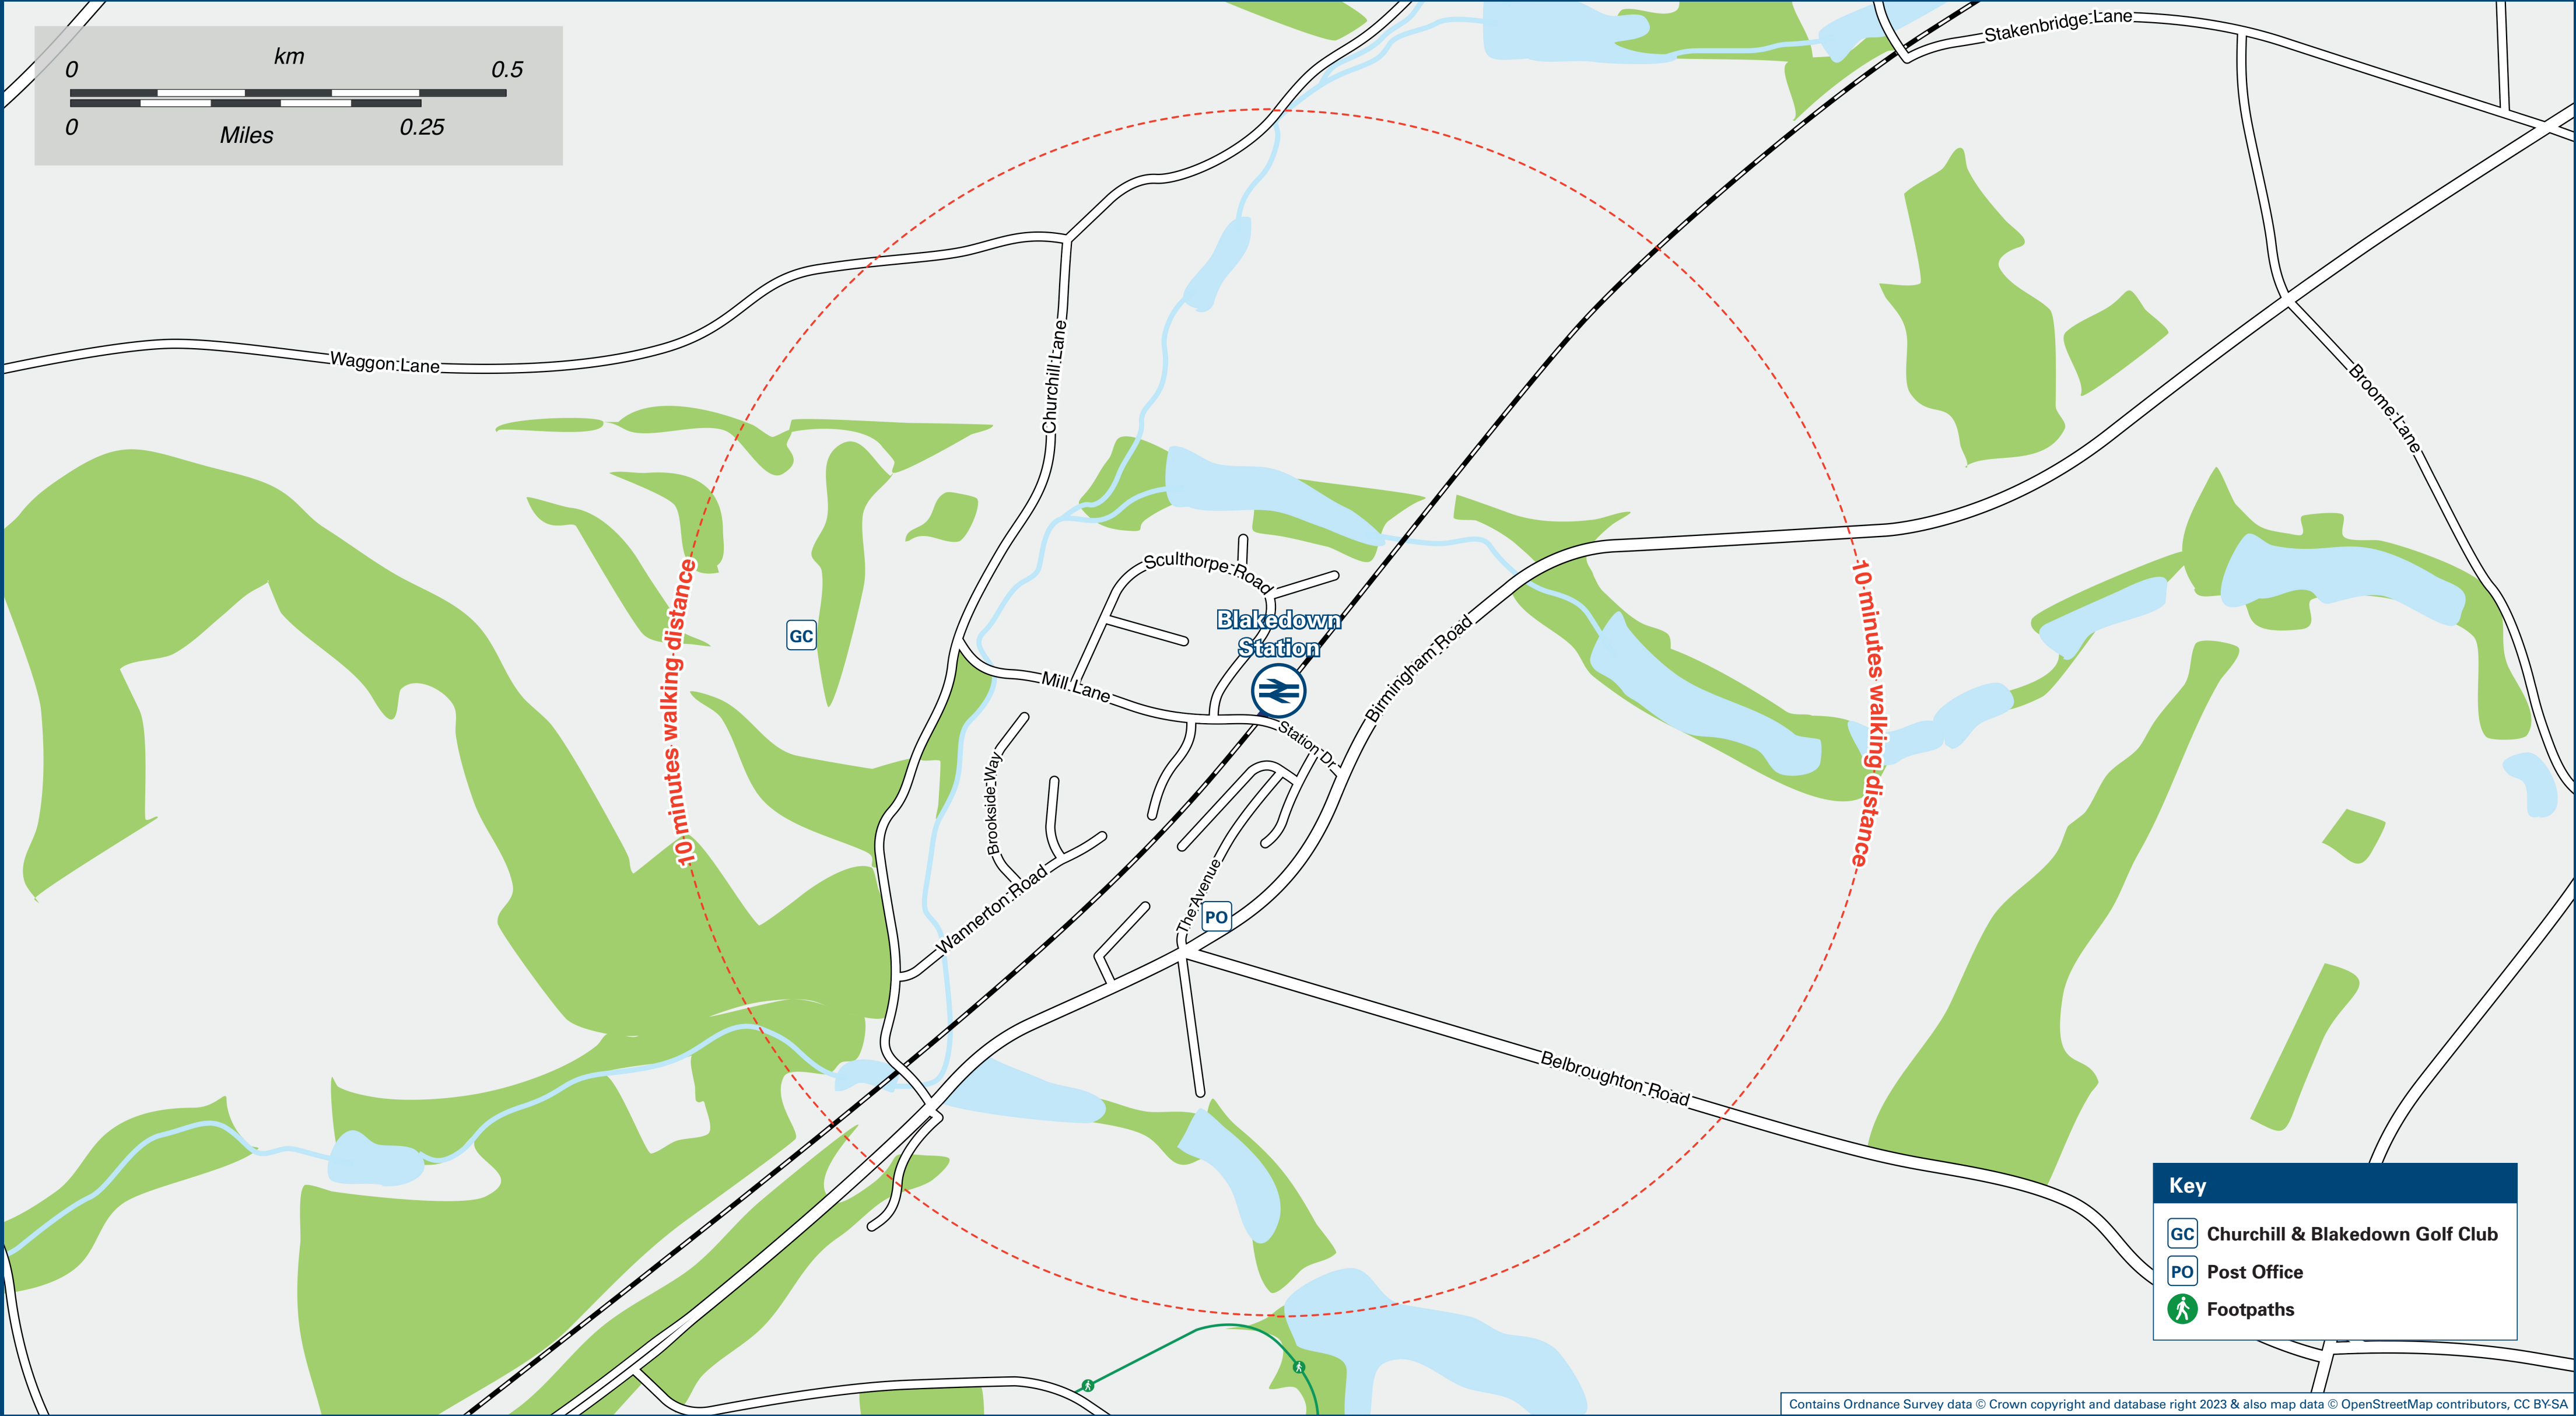 km
0 0.5
0 0.25
Miles
Stakenbridge Lane
Waggon Lane
Churchill Lane
Broome Lane
Sculthorpe Road
10 minutes walking distance
10 minutes walking distance
GC
Blakedown
Station
Birmingham Road
Mill Lane
Station Dr
Brookside Way
The Avenue
PO
Wannerton Road
Belbroughton Road
Key
GC Churchill & Blakedown Golf Club
PO Post Office
Footpaths
Contains Ordnance Survey data © Crown copyright and database right 2023 & also map data © OpenStreetMap contributors, CC BY-SA